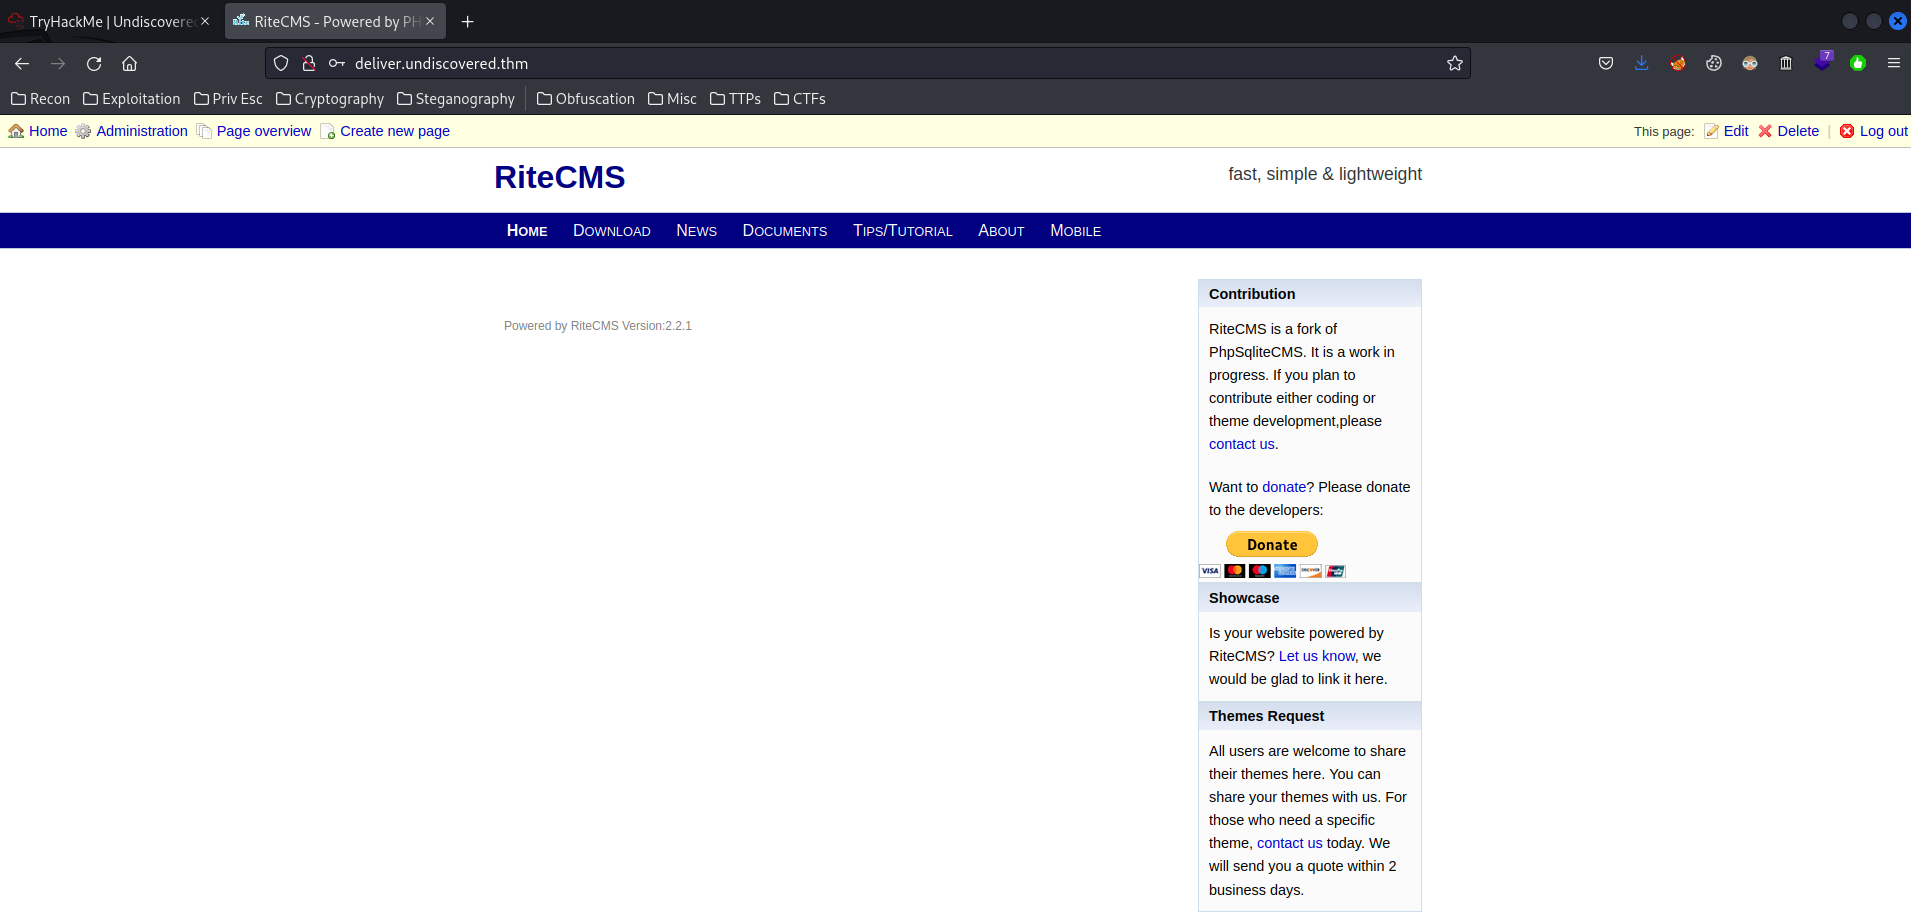 TryHackMe | Undiscovere
RiteCMS - Powered by PH
deliver.undiscovered.thm
7
Recon Exploitation Priv Esc Cryptography Steganography Obfuscation Misc TTPs CTFs
Home Administration Page overview Create new page This page: Edit Delete | Log out
RiteCMS
fast, simple & lightweight
Home Download News Documents Tips/Tutorial About Mobile
Powered by RiteCMS Version:2.2.1
Contribution
RiteCMS is a fork of
PhpSqliteCMS. It is a work in
progress. If you plan to
contribute either coding or
theme development,please
contact us.
Want to donate? Please donate
to the developers:
Donate
VISA
Showcase
Is your website powered by
RiteCMS? Let us know, we
would be glad to link it here.
Themes Request
All users are welcome to share
their themes here. You can
share your themes with us. For
those who need a specific
theme, contact us today. We
will send you a quote within 2
business days.